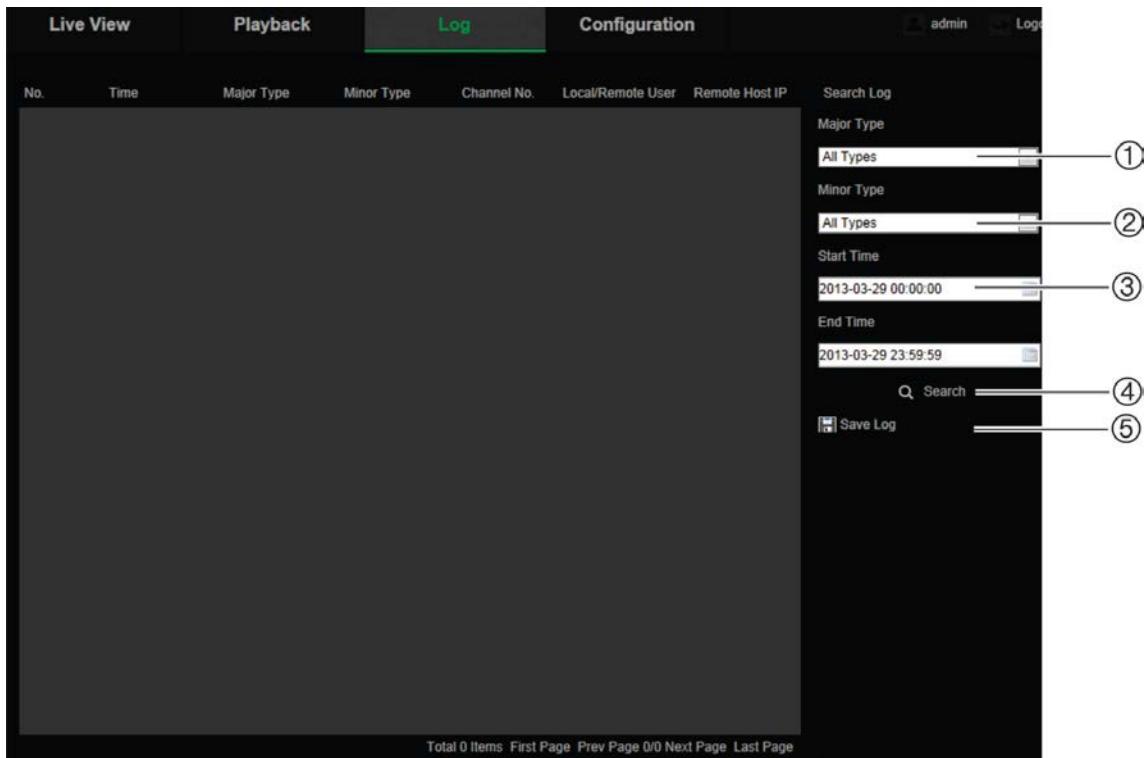 Live View Playback Log Configuration admin
No. Time Major Type Minor Type Channel No. Local/Remote User Remote Host IP Search Log
Major Type
All Types ①
Minor Type
All Types ②
Start Time
2013-03-29 00:00:00 ③
End Time
2013-03-29 23:59:59
Search ④
Save Log ⑤
Total 0 Items First Page Prev Page 0/0 Next Page Last Page